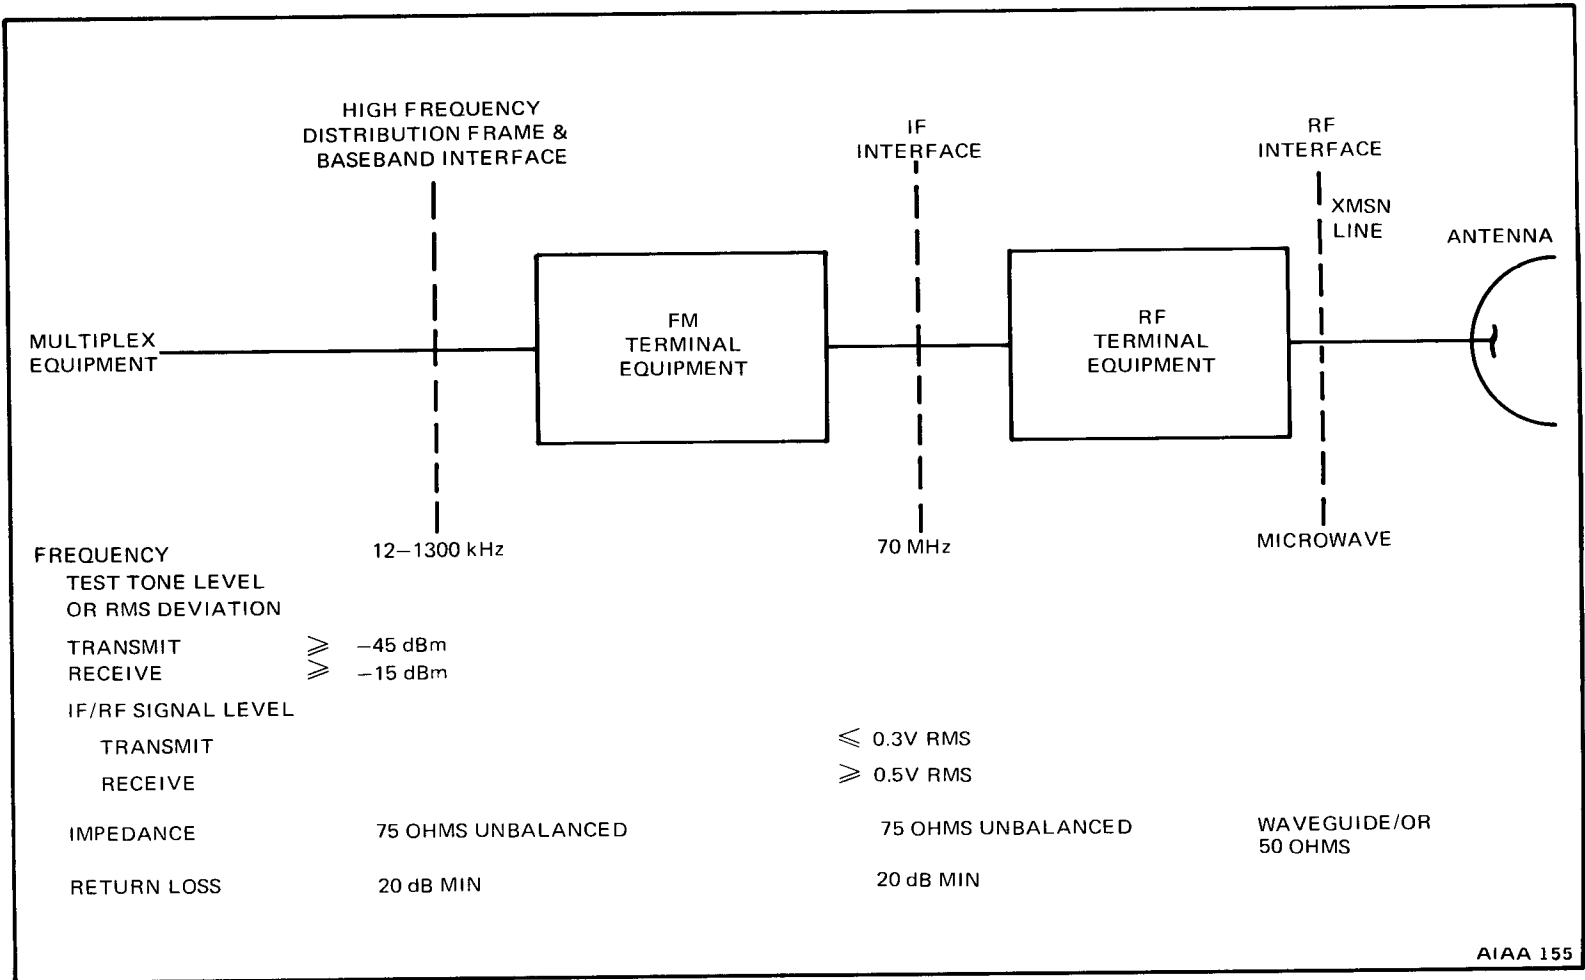 HIGH FREQUENCY
DISTRIBUTION FRAME &
BASEBAND INTERFACE
IF
INTERFACE
RF
INTERFACE
XMSN
LINE
ANTENNA
MULTIPLEX
EQUIPMENT
FM
TERMINAL
EQUIPMENT
RF
TERMINAL
EQUIPMENT
FREQUENCY 12–1300 kHz 70 MHz MICROWAVE
TEST TONE LEVEL
OR RMS DEVIATION
TRANSMIT ⩾ –45 dBm
RECEIVE ⩾ –15 dBm
IF/RF SIGNAL LEVEL
TRANSMIT ⩽ 0.3V RMS
RECEIVE ⩾ 0.5V RMS
IMPEDANCE 75 OHMS UNBALANCED 75 OHMS UNBALANCED WAVEGUIDE/OR
50 OHMS
RETURN LOSS 20 dB MIN 20 dB MIN
AIAA 155